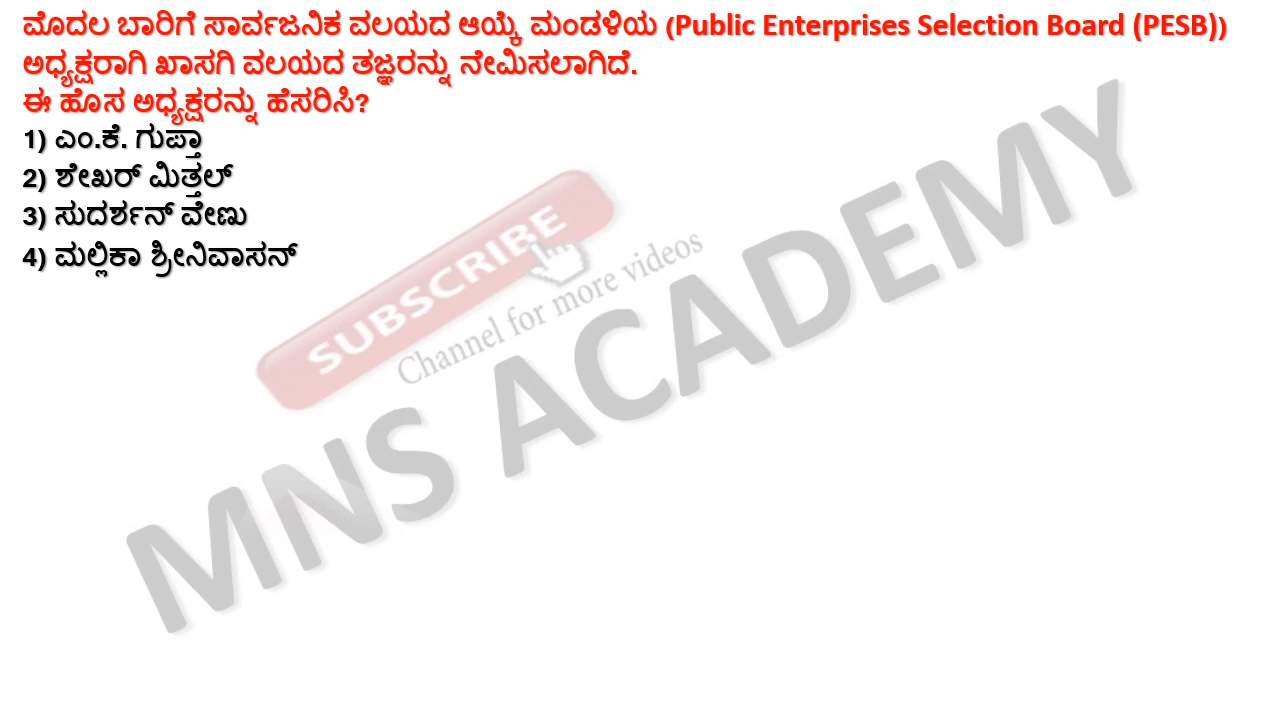 ಮೊದಲ ಬಾರಿಗೆ ಸಾರ್ವಜನಿಕ ವಲಯದ ಆಯ್ಕೆ ಮಂಡಳಿಯ (Public Enterprises Selection Board (PESB))
ಅಧ್ಯಕ್ಷರಾಗಿ ಖಾಸಗಿ ವಲಯದ ತಜ್ಞರನ್ನು ನೇಮಿಸಲಾಗಿದೆ.
ಈ ಹೊಸ ಅಧ್ಯಕ್ಷರನ್ನು ಹೆಸರಿಸಿ?
1) ಎಂ.ಕೆ. ಗುಪ್ತಾ
2) ಶೇಖರ್ ಮಿತ್ತಲ್
3) ಸುದರ್ಶನ್ ವೇಣು
4) ಮಲ್ಲಿಕಾ ಶ್ರೀನಿವಾಸನ್
SUBSCRIBE
Channel for more videos
MNS ACADEMY